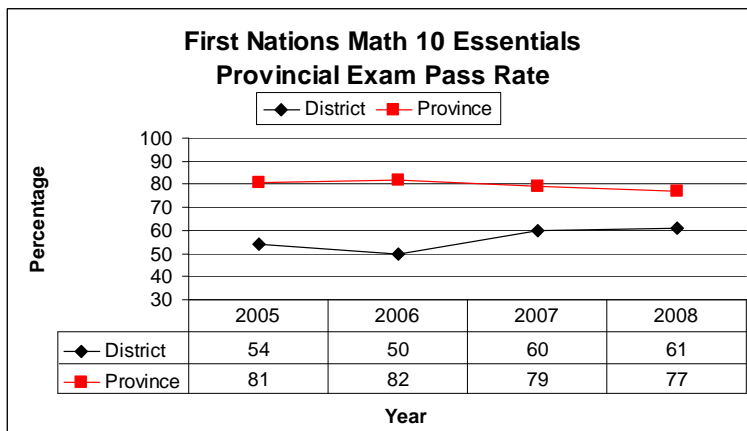 First Nations Math 10 Essentials
Provincial Exam Pass Rate
District Province
Percentage
100
90
80
70
60
50
40
30
2005 2006 2007 2008
District 54 50 60 61
Province 81 82 79 77
Year